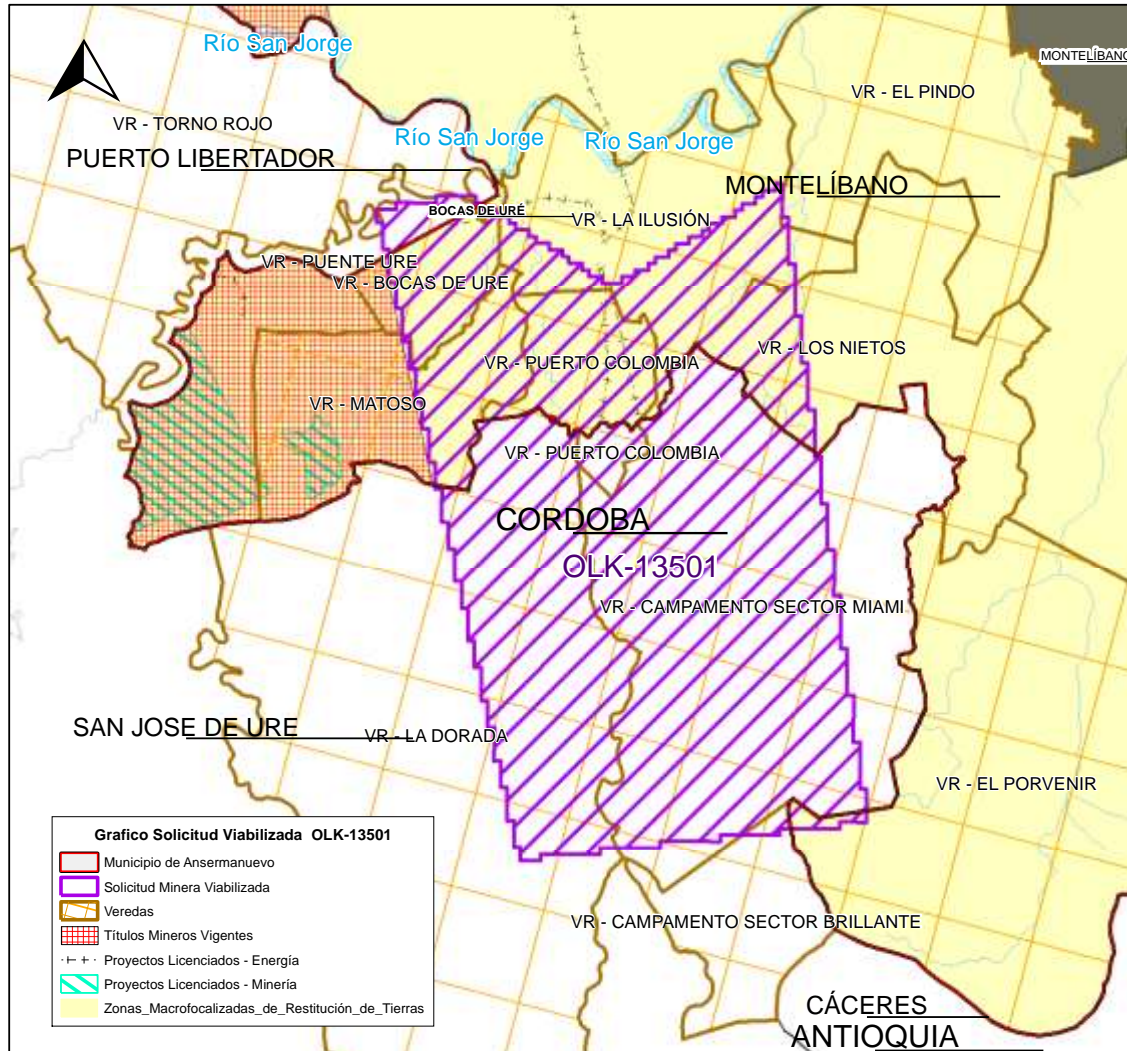 Río San Jorge
MONTELÍBANO
VR - EL PINDO
VR - TORNO ROJO
Río San Jorge
Río San Jorge
PUERTO LIBERTADOR
MONTELÍBANO
BOCAS DE URÉ
VR - LA ILUSIÓN
VR - PUENTE URE
VR - BOCAS DE URE
VR - LOS NIETOS
VR - PUERTO COLOMBIA
VR - MATOSO
VR - PUERTO COLOMBIA
CORDOBA
OLK-13501
VR - CAMPAMENTO SECTOR MIAMI
SAN JOSE DE URE
VR - LA DORADA
VR - EL PORVENIR
Grafico Solicitud Viabilizada OLK-13501
Municipio de Ansermanuevo
Solicitud Minera Viabilizada
Veredas
Títulos Mineros Vigentes
Proyectos Licenciados - Energía
Proyectos Licenciados - Minería
Zonas_Macrofocalizadas_de_Restitución_de_Tierras
VR - CAMPAMENTO SECTOR BRILLANTE
CÁCERES
ANTIOQUIA